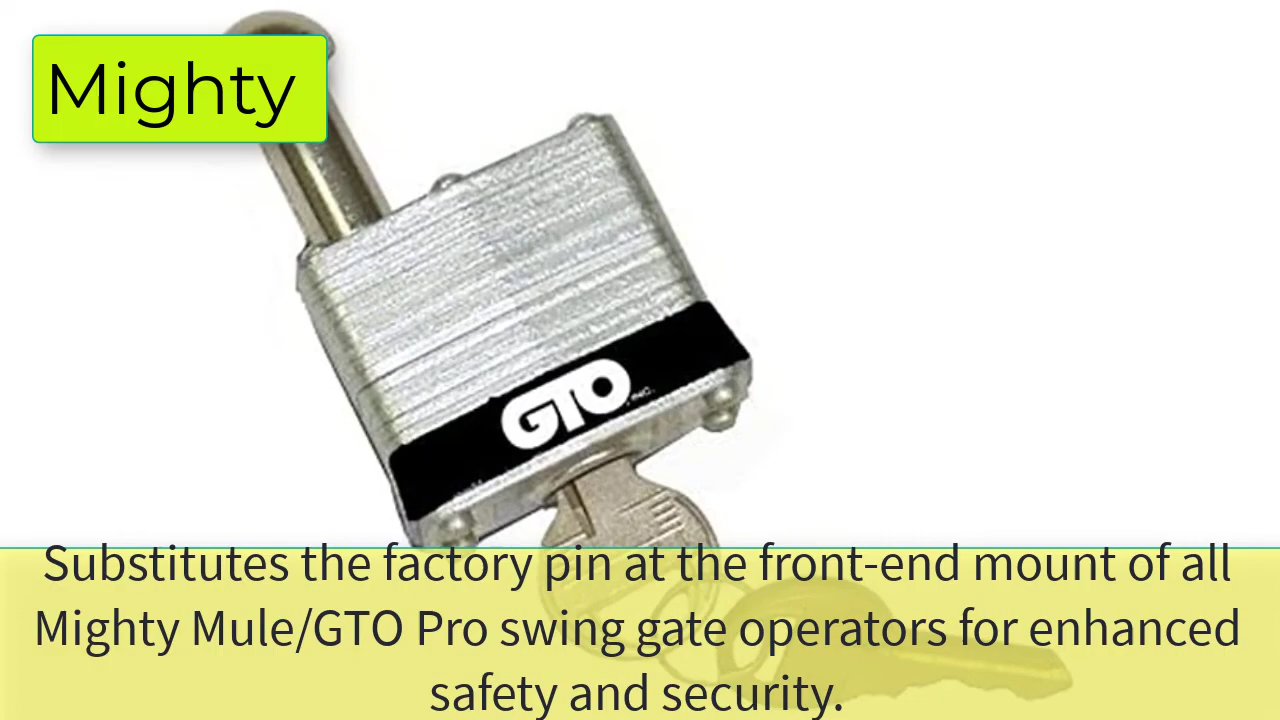 Mighty
GTO
INC.
Substitutes the factory pin at the front-end mount of all
Mighty Mule/GTO Pro swing gate operators for enhanced
safety and security.